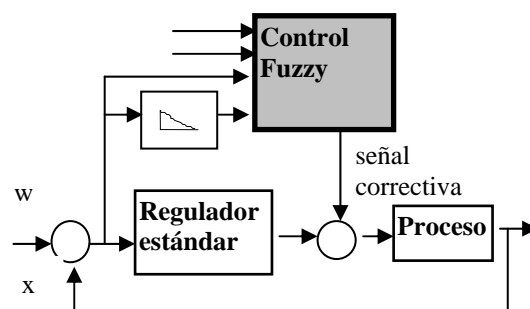 Control
Fuzzy
señal
correctiva
w
Regulador
estándar
Proceso
x